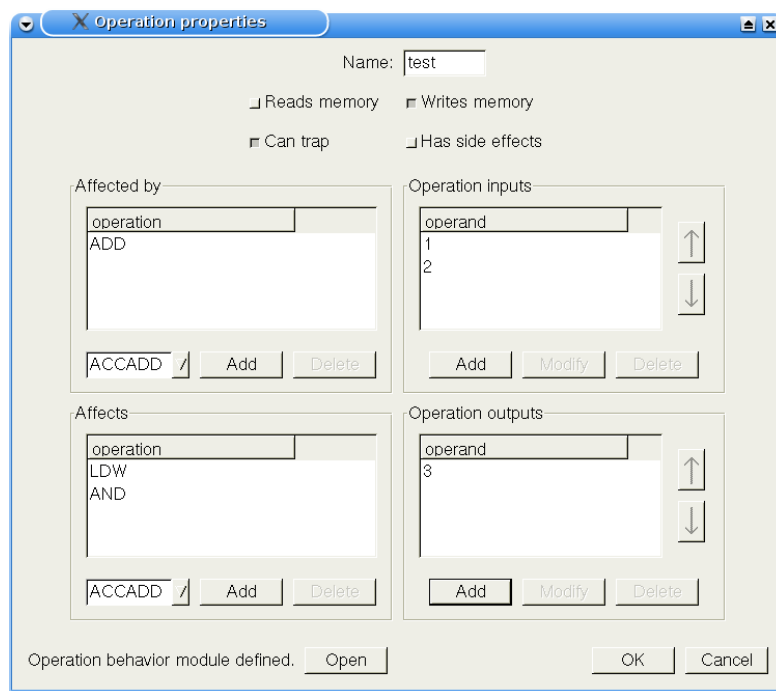 Operation properties
Name: test
Reads memory Writes memory
Can trap Has side effects
Affected by
operation
ADD
ACCADD Add Delete
Operation inputs
operand
1
2
Add Modify Delete
Affects
operation
LDW
AND
ACCADD Add Delete
Operation outputs
operand
3
Add Modify Delete
Operation behavior module defined. Open OK Cancel